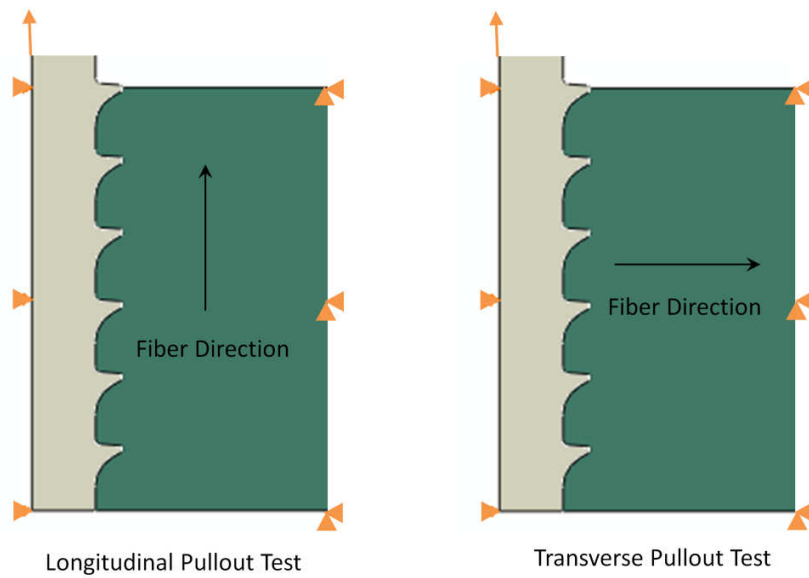 Fiber Direction
Fiber Direction
Longitudinal Pullout Test
Transverse Pullout Test